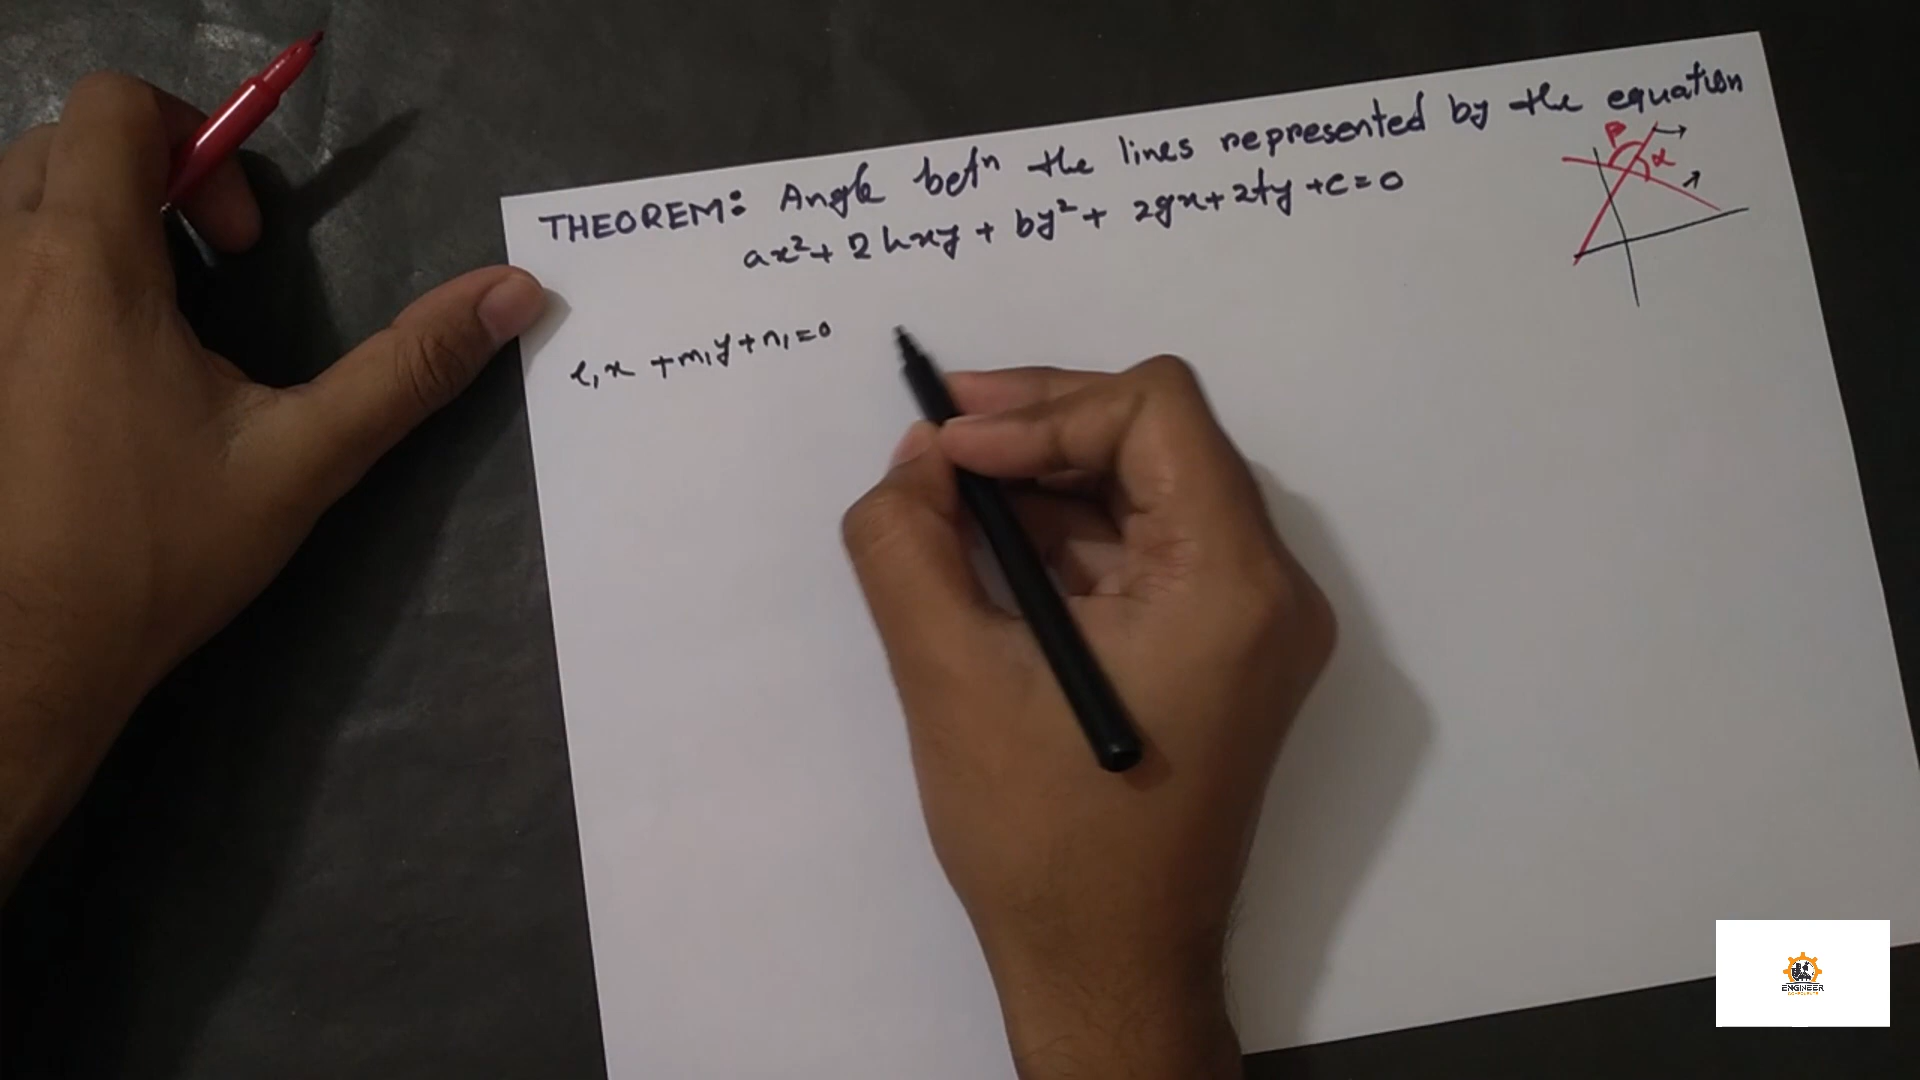 THEOREM: Angle betⁿ the lines represented by the equation
ax² + 2hxy + by² + 2gx + 2fy + c = 0
β
α
l₁x + m₁y + n₁ = 0
ENGINEER